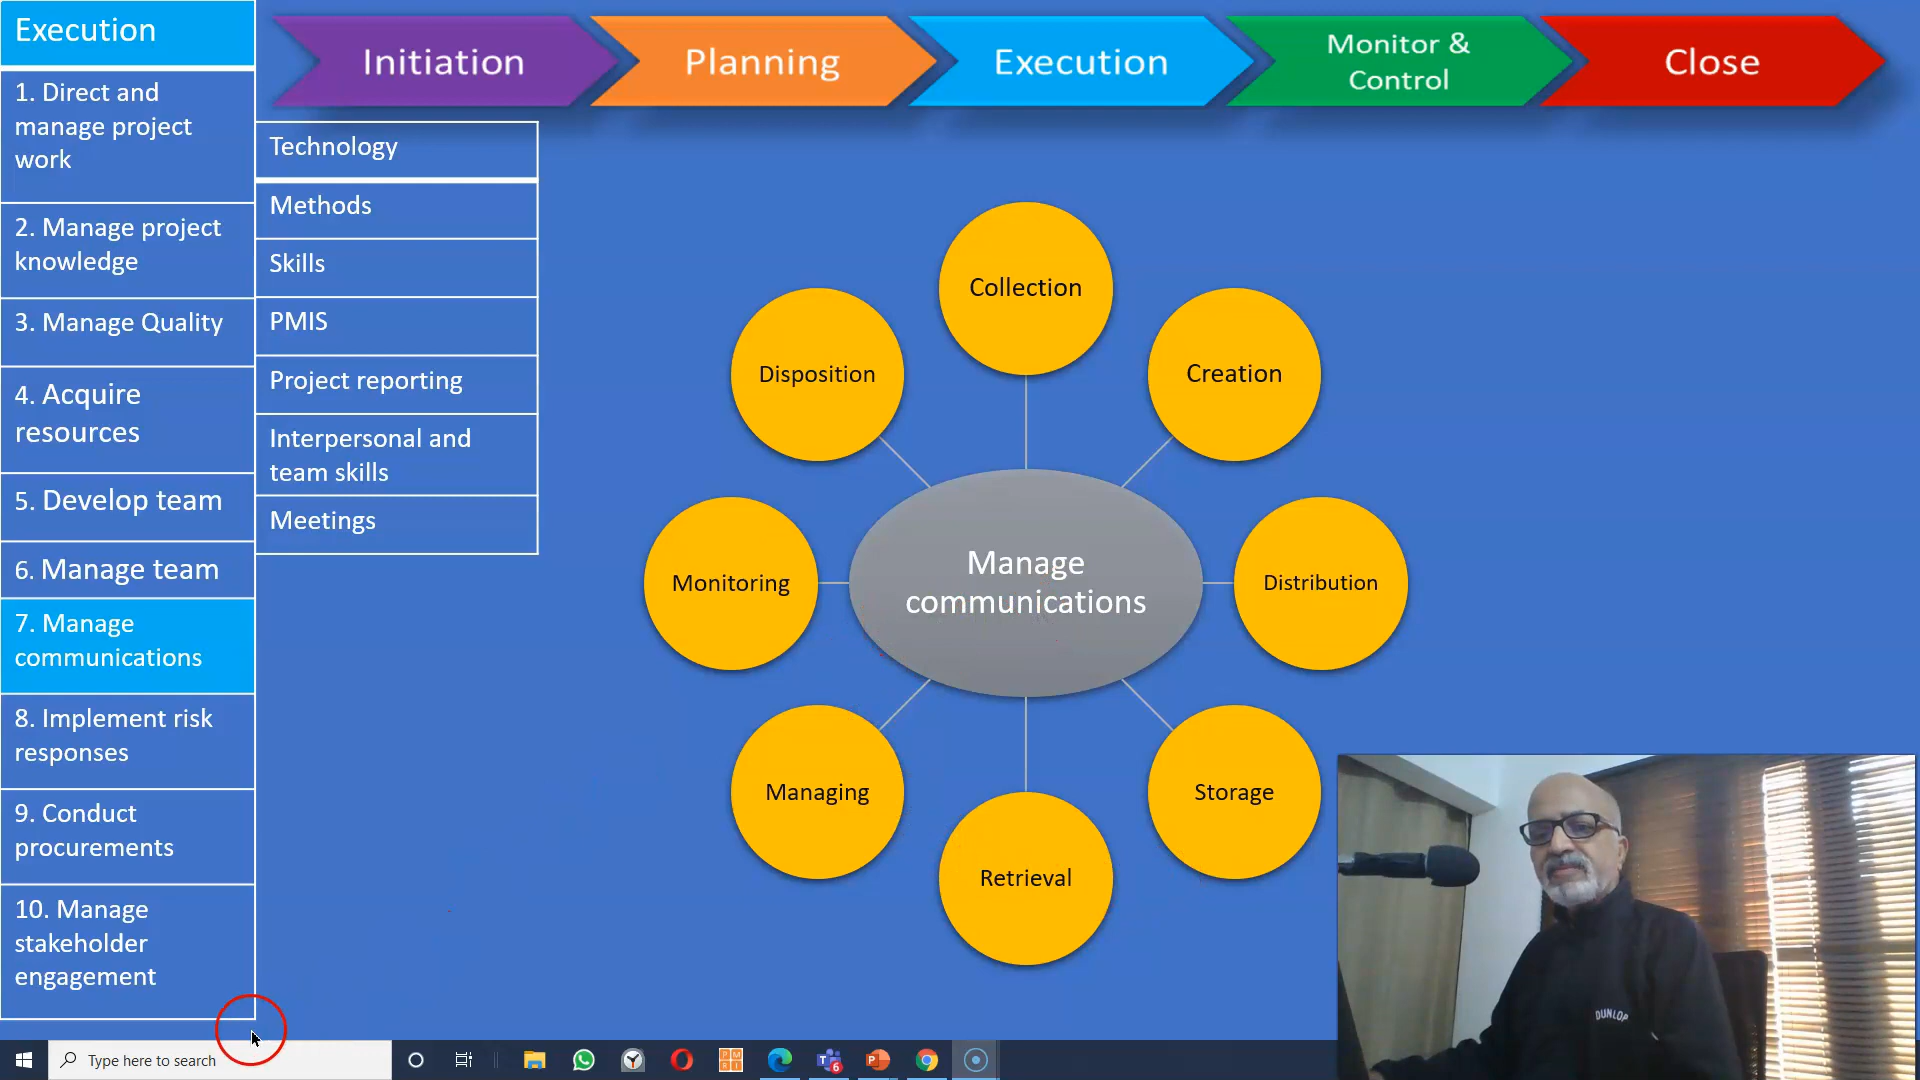 Execution
1. Direct and
manage project
work
2. Manage project
knowledge
3. Manage Quality
4. Acquire
resources
5. Develop team
6. Manage team
7. Manage
communications
8. Implement risk
responses
9. Conduct
procurements
10. Manage
stakeholder
engagement
Initiation
Planning
Execution
Monitor &
Control
Close
Technology
Methods
Skills
PMIS
Project reporting
Interpersonal and
team skills
Meetings
Collection
Creation
Distribution
Storage
Retrieval
Managing
Monitoring
Disposition
Manage
communications
DUNLOP
Type here to search
6